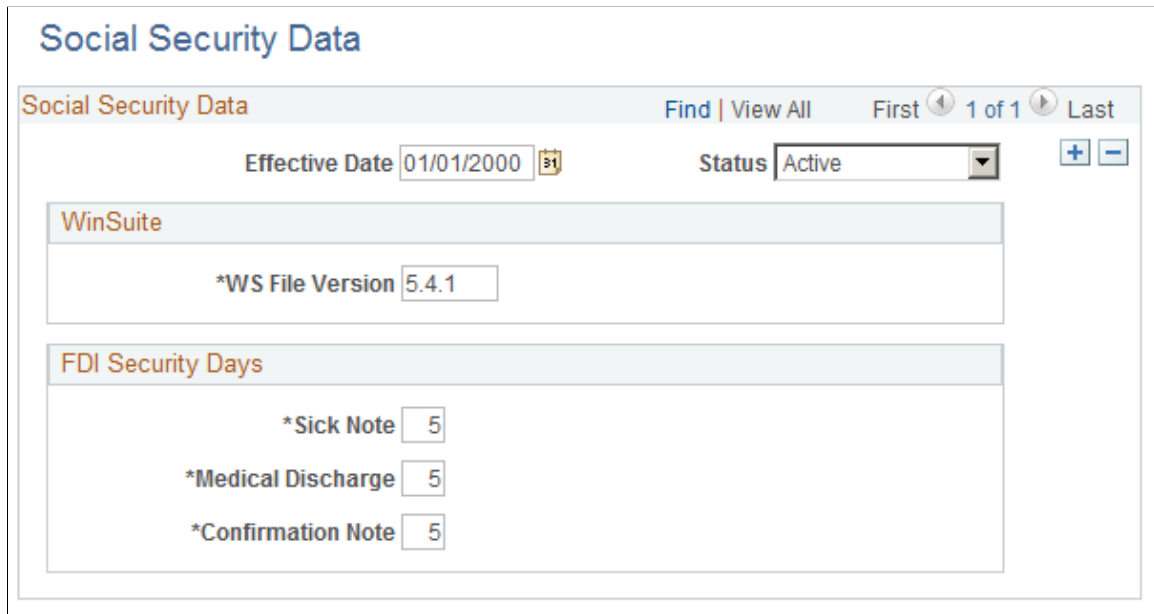 Social Security Data
Social Security Data Find | View All First 1 of 1 Last
Effective Date 01/01/2000 31 Status Active
WinSuite
*WS File Version 5.4.1
FDI Security Days
*Sick Note 5
*Medical Discharge 5
*Confirmation Note 5